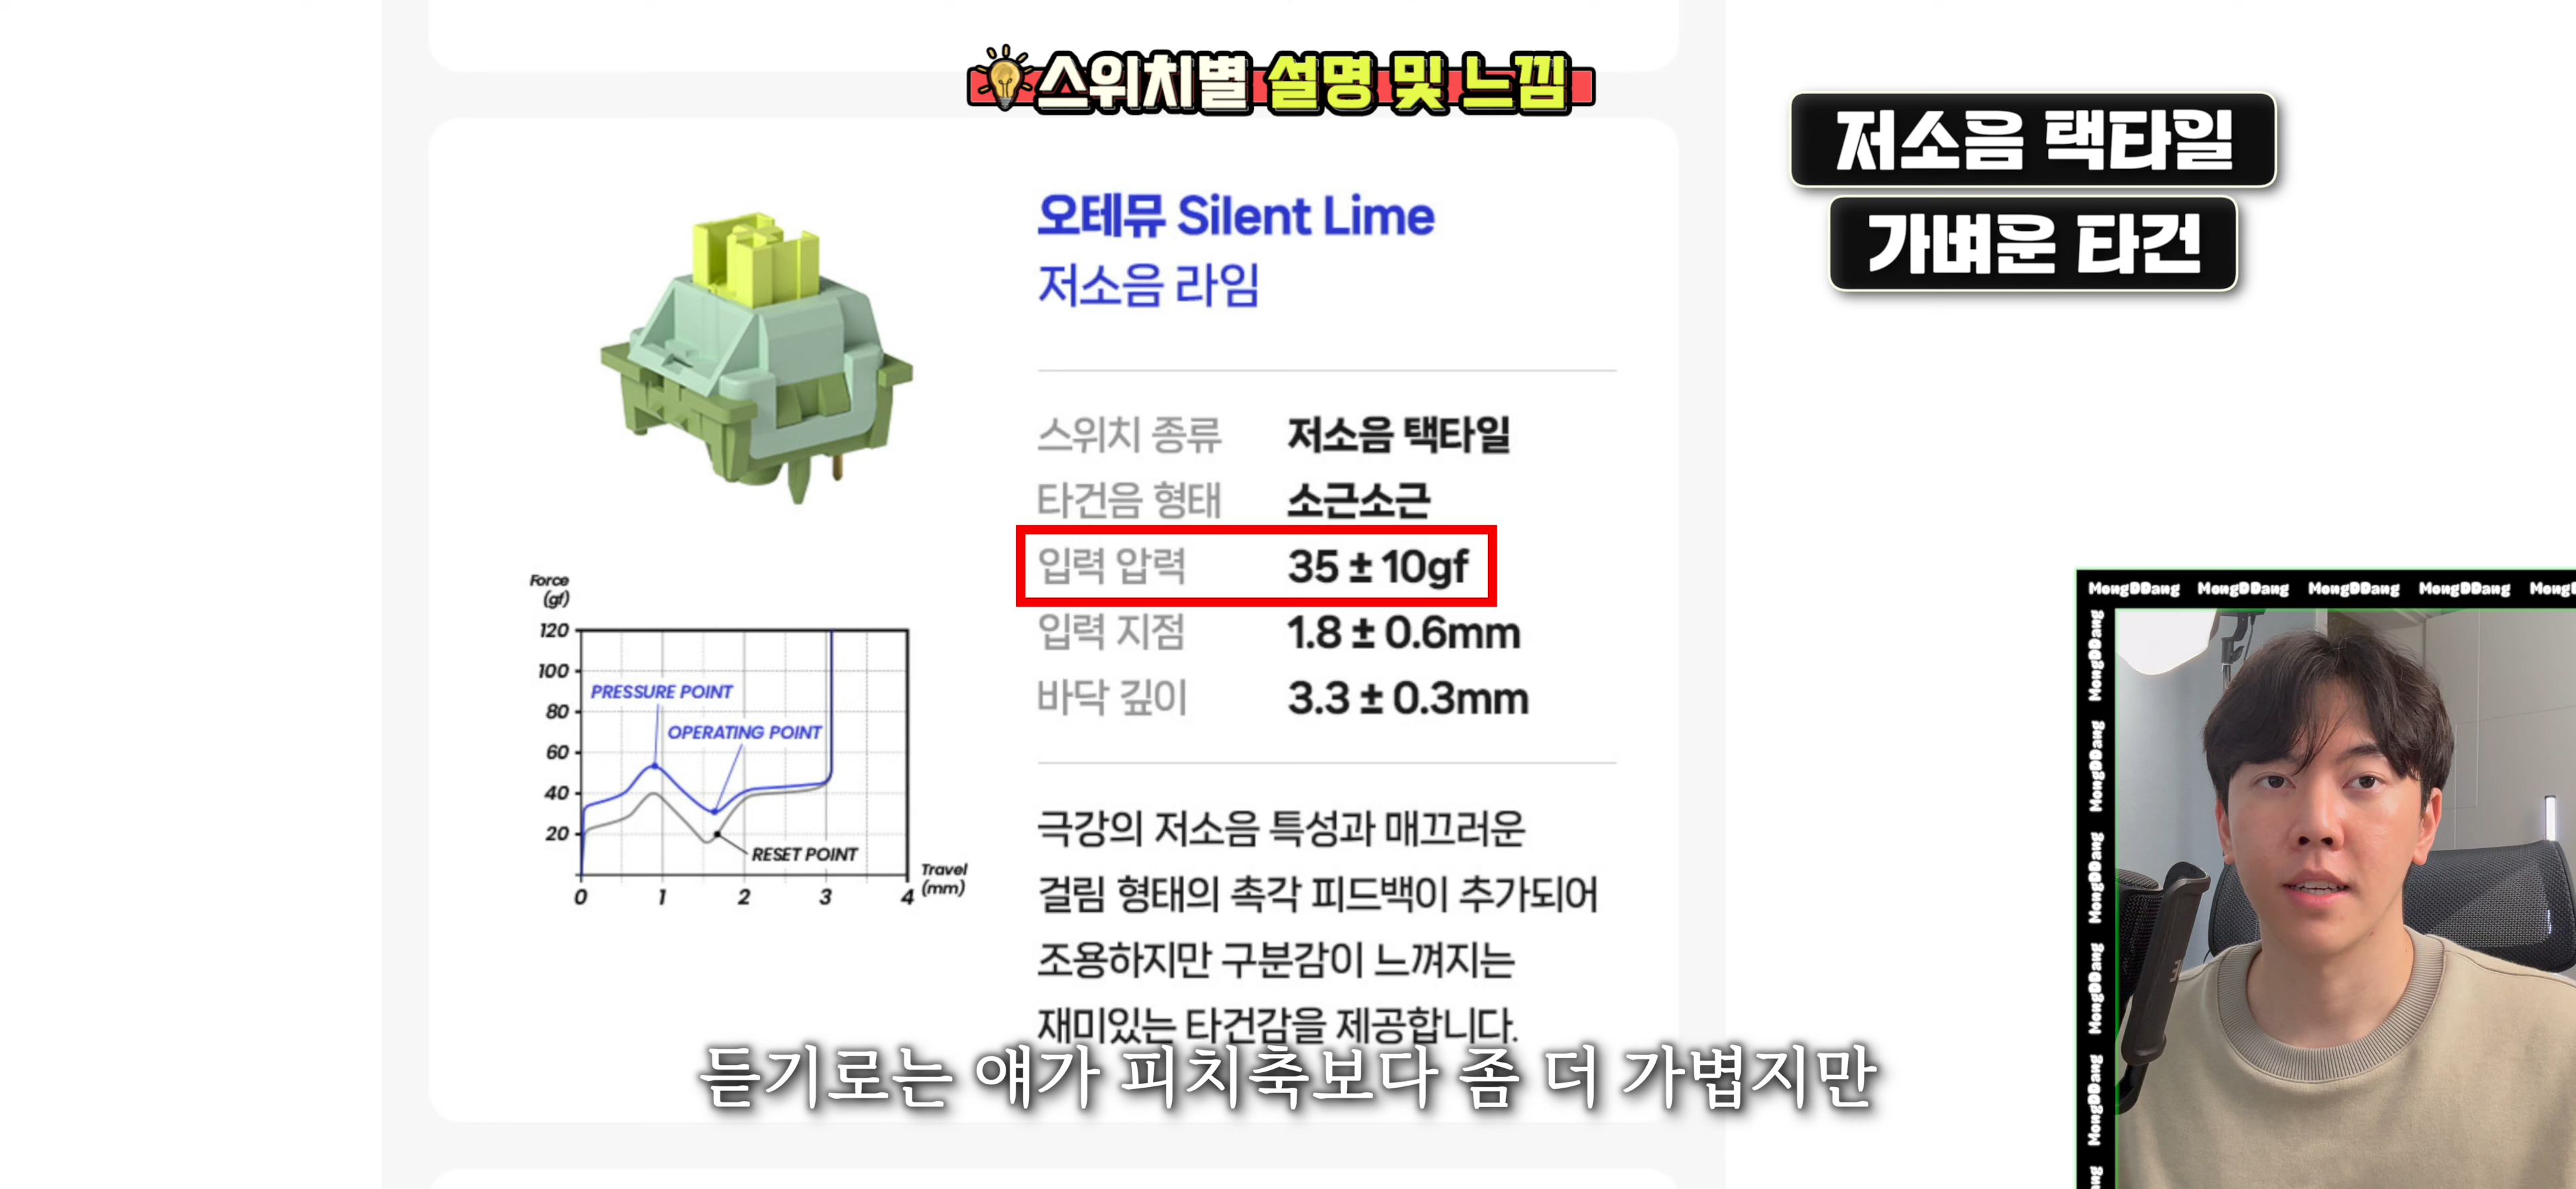 스위치별 설명 및 느낌
저소음 택타일
가벼운 타건
오테뮤 Silent Lime
저소음 라임
스위치 종류 저소음 택타일
타건음 형태 소근소근
입력 압력 35 ± 10gf
입력 지점 1.8 ± 0.6mm
바닥 깊이 3.3 ± 0.3mm
극강의 저소음 특성과 매끄러운
걸림 형태의 촉각 피드백이 추가되어
조용하지만 구분감이 느껴지는
재미있는 타건감을 제공합니다.
Force
(gf)
120
100
80
60
40
20
PRESSURE POINT
OPERATING POINT
RESET POINT
0 1 2 3 4
Travel
(mm)
듣기로는 얘가 피치축보다 좀 더 가볍지만
MongDDang MongDDang MongDDang MongDDang Mong
MongDDang MongDDang MongDDang MongDDang MongDDang